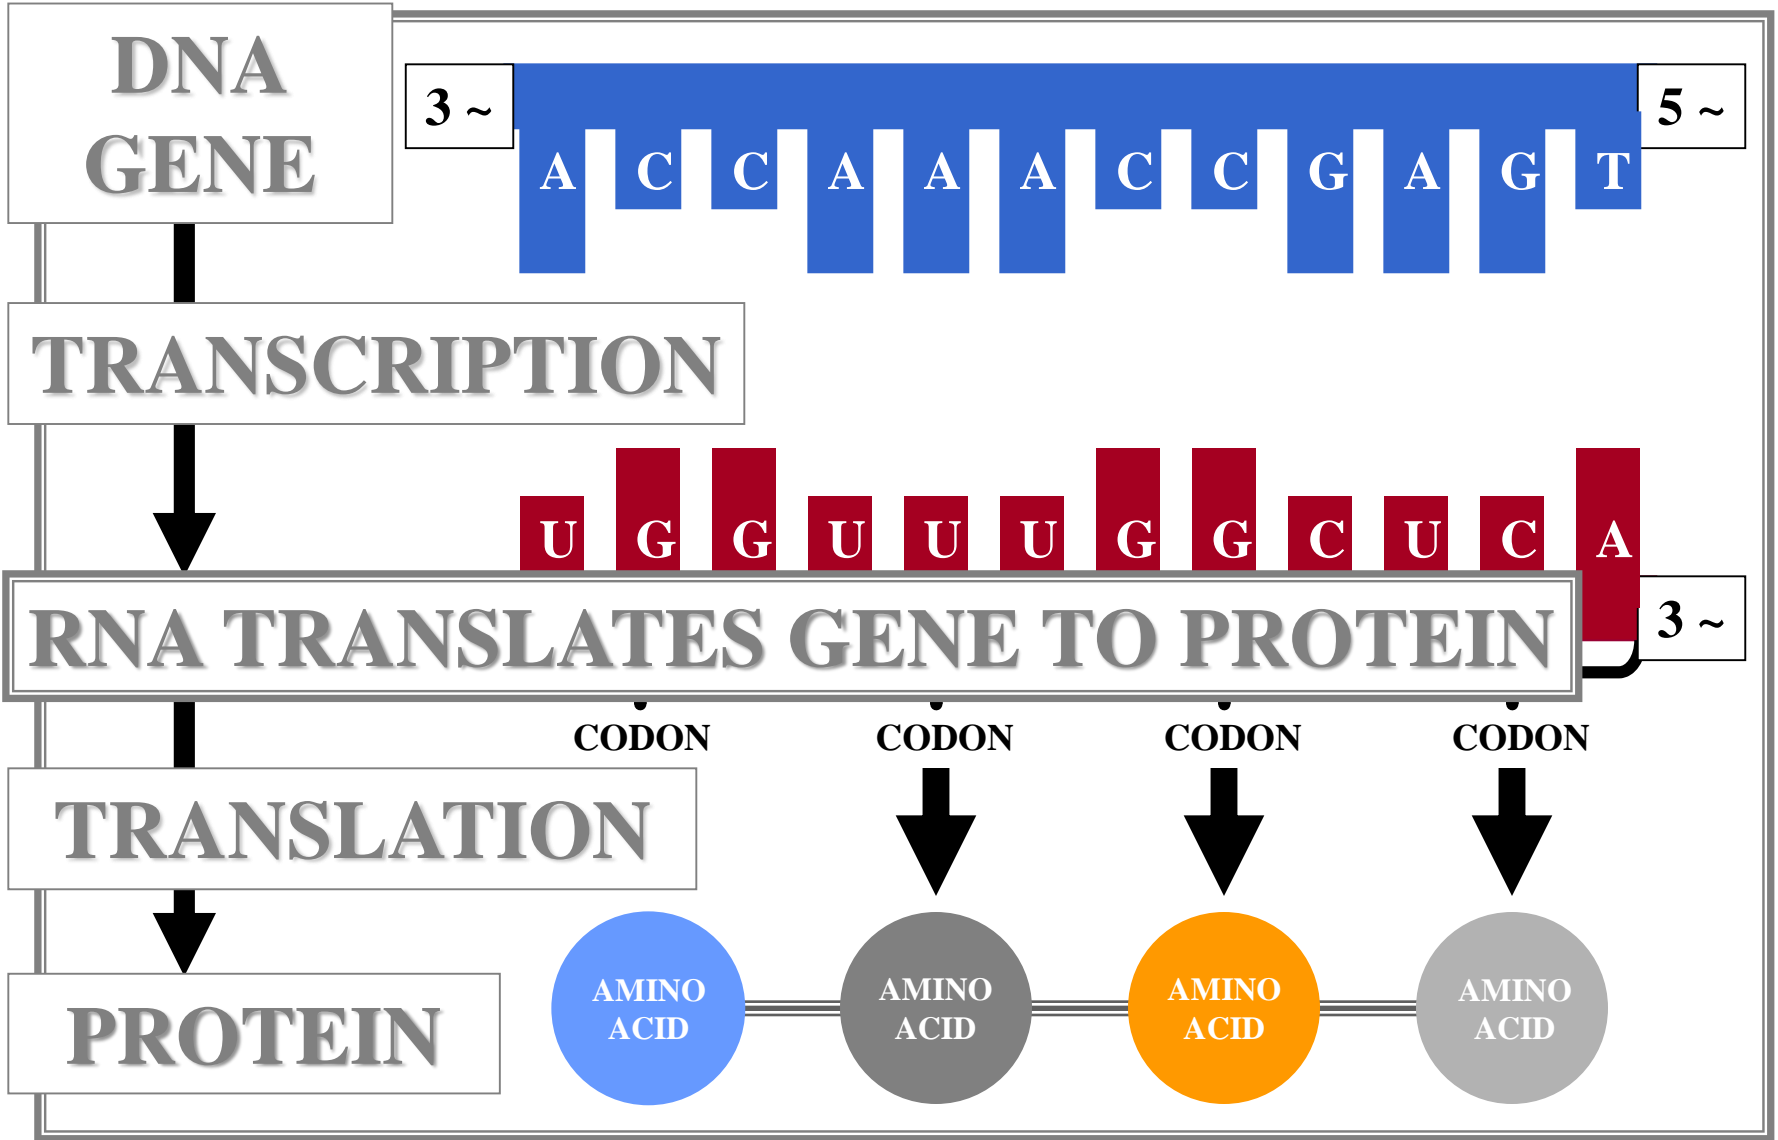 DNA
GENE
3 ~
5 ~
A C C A A A C C G A G T
TRANSCRIPTION
U G G U U U G G C U C A
RNA TRANSLATES GENE TO PROTEIN
3 ~
CODON CODON CODON CODON
TRANSLATION
AMINO ACID
AMINO ACID
AMINO ACID
AMINO ACID
PROTEIN